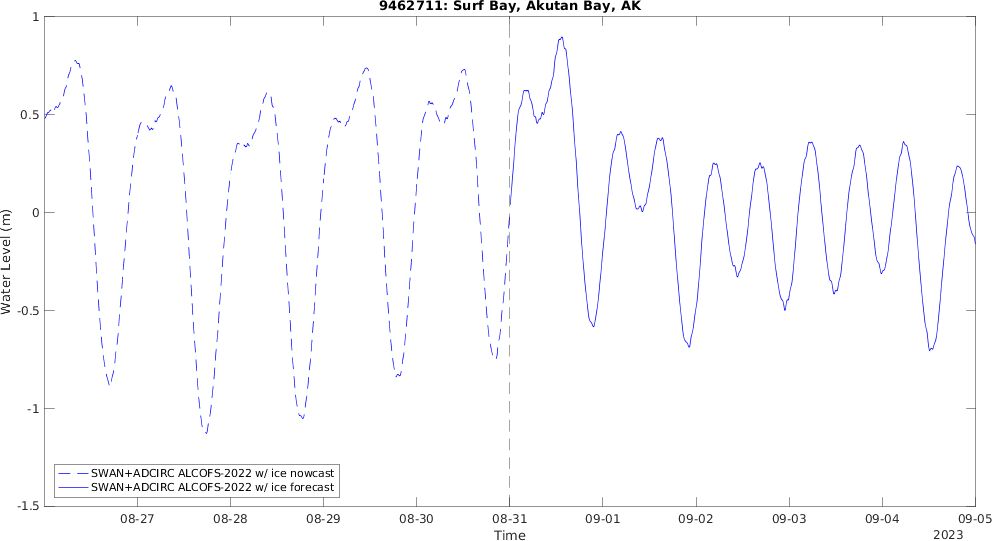 9462711: Surf Bay, Akutan Bay, AK
Water Level (m)
1
0.5
0
-0.5
-1
-1.5
SWAN+ADCIRC ALCOFS-2022 w/ ice nowcast
SWAN+ADCIRC ALCOFS-2022 w/ ice forecast
08-27 08-28 08-29 08-30 08-31 09-01 09-02 09-03 09-04 09-05
Time
2023